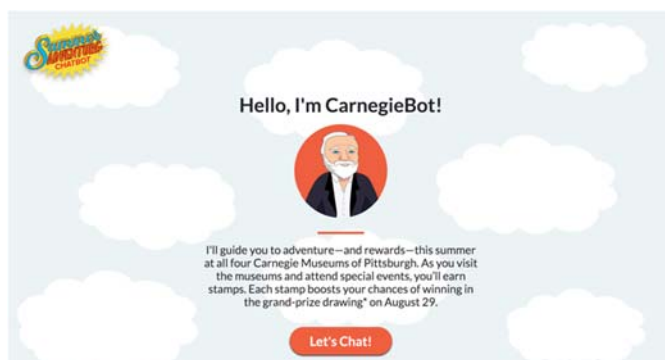 Summer
ADVENTURE
CHATBOT
Hello, I'm CarnegieBot!
I'll guide you to adventure—and rewards—this summer
at all four Carnegie Museums of Pittsburgh. As you visit
the museums and attend special events, you'll earn
stamps. Each stamp boosts your chances of winning in
the grand-prize drawing* on August 29.
Let's Chat!